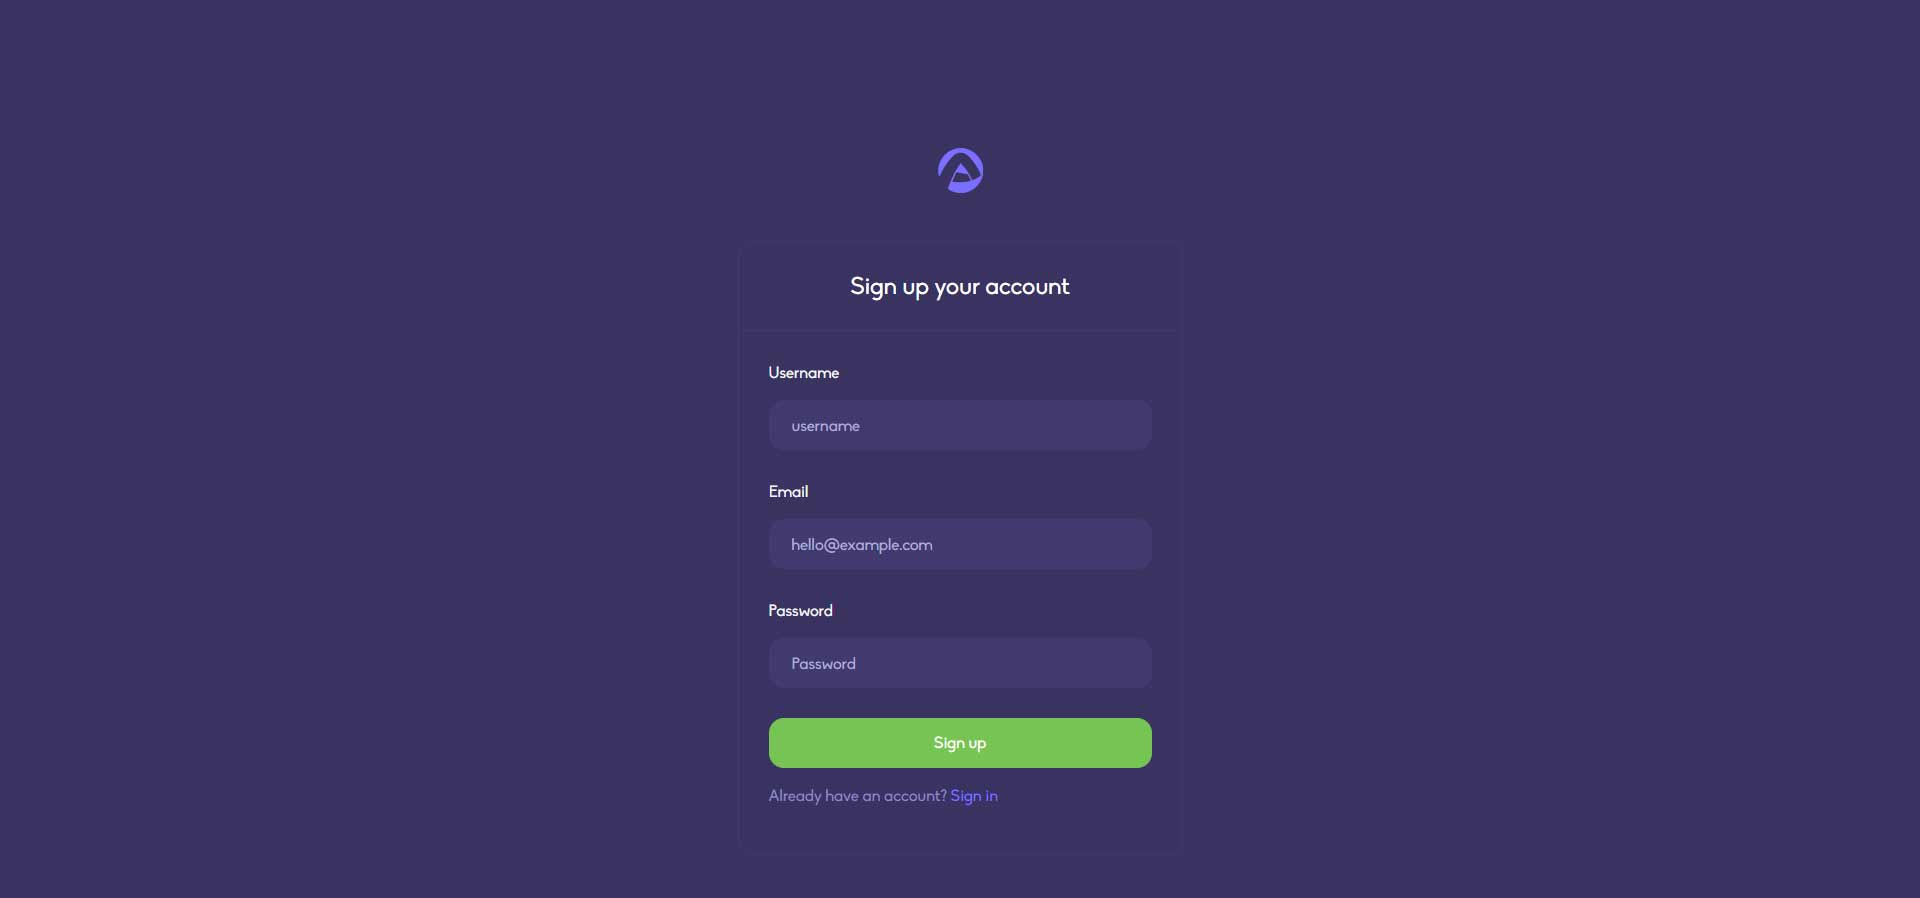 Sign up your account
Username
username
Email
hello@example.com
Password
Password
Sign up
Already have an account? Sign in